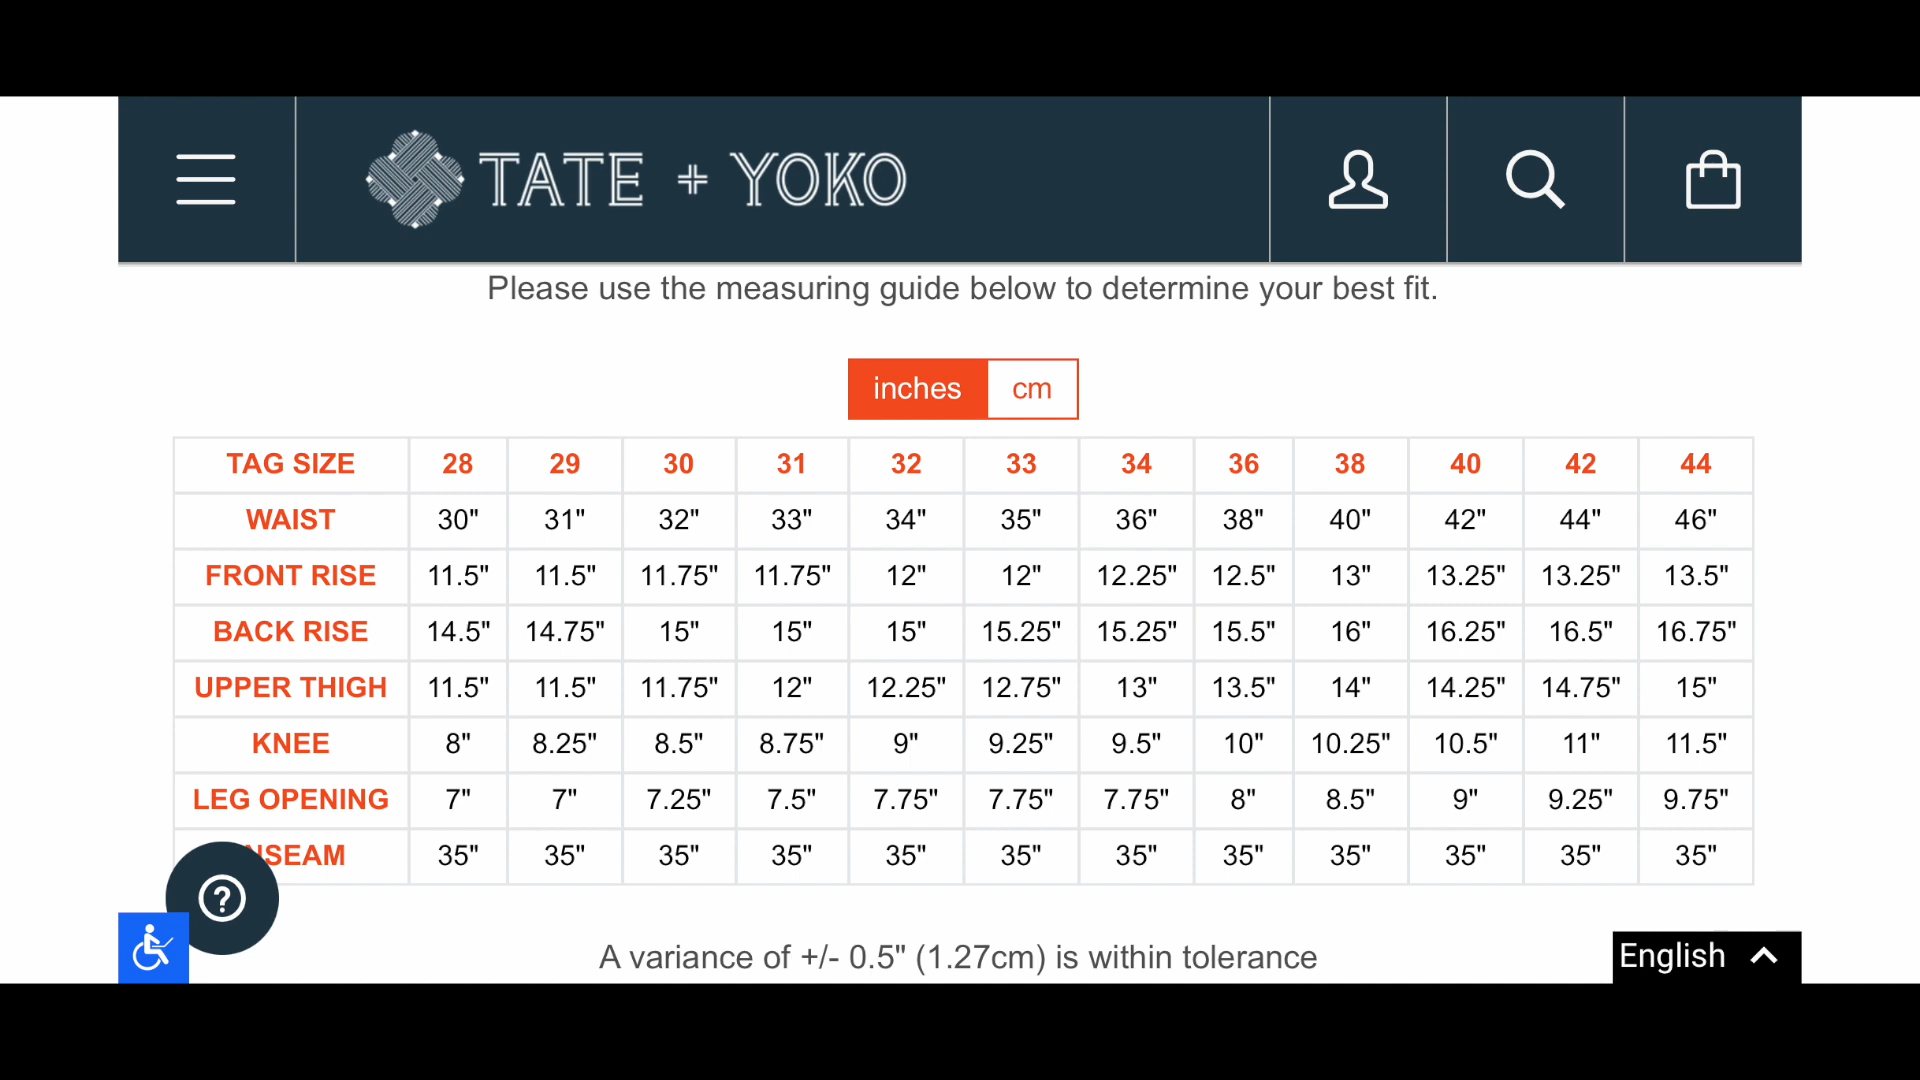 TATE + YOKO
Please use the measuring guide below to determine your best fit.
inches cm
TAG SIZE 28 29 30 31 32 33 34 36 38 40 42 44
WAIST 30" 31" 32" 33" 34" 35" 36" 38" 40" 42" 44" 46"
FRONT RISE 11.5" 11.5" 11.75" 11.75" 12" 12" 12.25" 12.5" 13" 13.25" 13.25" 13.5"
BACK RISE 14.5" 14.75" 15" 15" 15" 15.25" 15.25" 15.5" 16" 16.25" 16.5" 16.75"
UPPER THIGH 11.5" 11.5" 11.75" 12" 12.25" 12.75" 13" 13.5" 14" 14.25" 14.75" 15"
KNEE 8" 8.25" 8.5" 8.75" 9" 9.25" 9.5" 10" 10.25" 10.5" 11" 11.5"
LEG OPENING 7" 7" 7.25" 7.5" 7.75" 7.75" 7.75" 8" 8.5" 9" 9.25" 9.75"
NSEAM 35" 35" 35" 35" 35" 35" 35" 35" 35" 35" 35" 35"
?
A variance of +/- 0.5" (1.27cm) is within tolerance
English